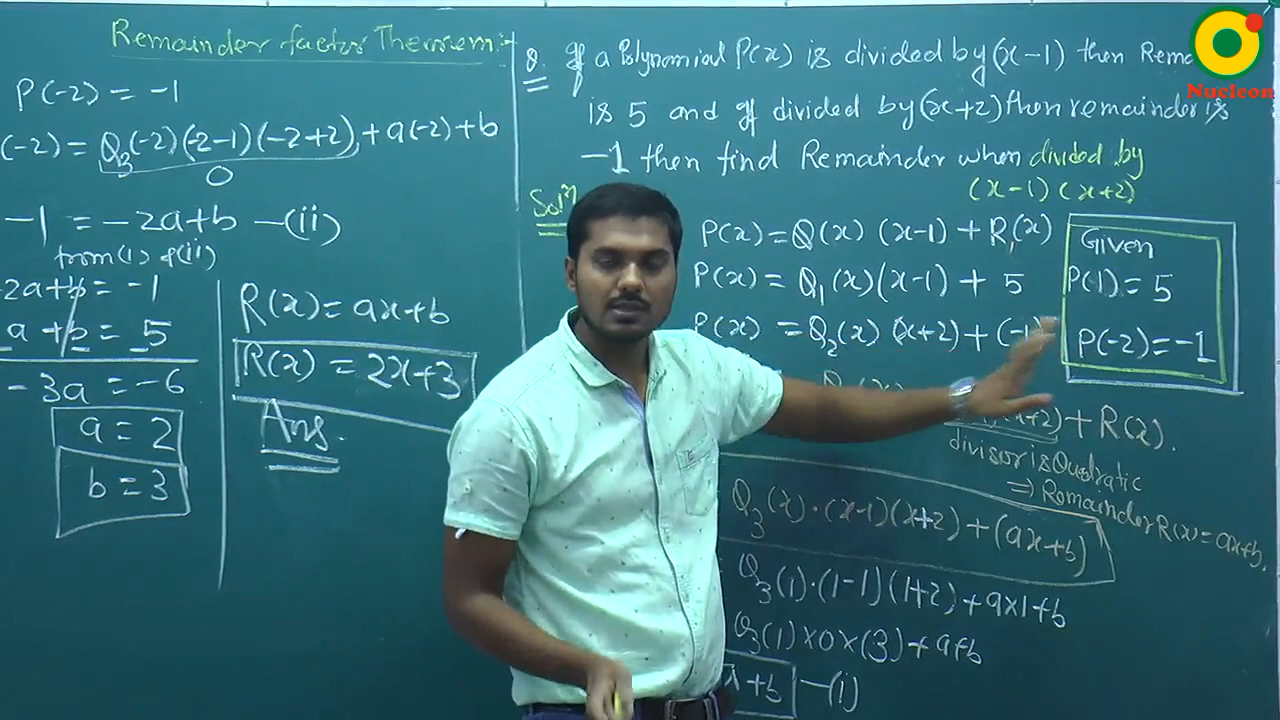 Remainder factor Theorem:-
P(-2) = -1
(-2) = Q₃(-2)(-2-1)(-2+2)+a(-2)+b
0
-1 = -2a+b -(ii)
from (i) & (ii)
-2a+b = -1
a + b = 5
-3a = -6
a = 2
b = 3
R(x) = ax+b
R(x) = 2x+3
Ans.
Q. If a Polynomial P(x) is divided by (x-1) then Rema
is 5 and if divided by (x+2) then remainder is
-1 then find Remainder when divided by
(x-1) (x+2)
Solⁿ
P(x) = Q(x) (x-1) + R₁(x)
P(x) = Q₁(x)(x-1) + 5
P(x) = Q₂(x) (x+2)+(-1)
Given
P(1) = 5
P(-2) = -1
+2) + R(x).
divisor is Quadratic
⇒ Remainder R(x) = ax+b.
Q₃(x)·(x-1)(x+2)+(ax+b)
Q₃(1)·(1-1)(1+2)+a×1+b
Q₃(1)×0×(3)+a+b
a+b -(i)
Nucleon